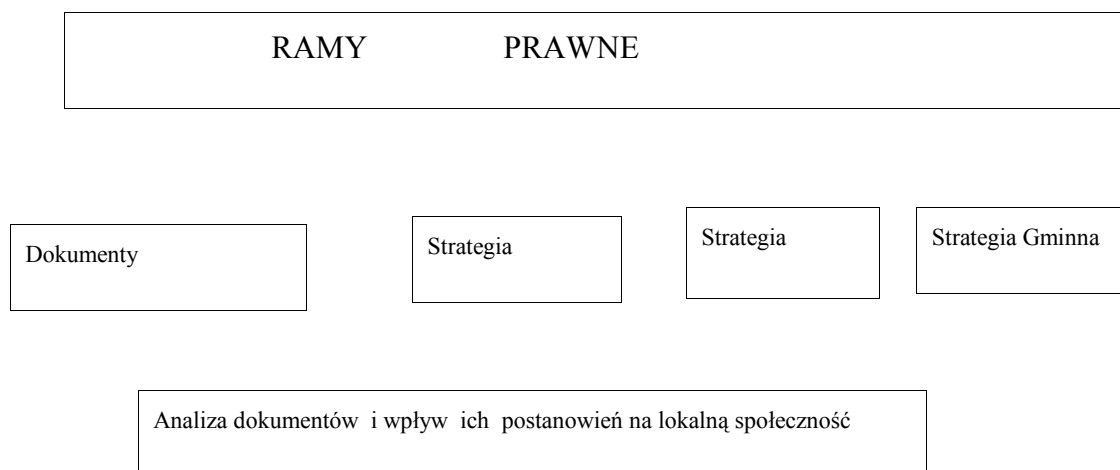 RAMY PRAWNE
Dokumenty
Strategia
Strategia
Strategia Gminna
Analiza dokumentów i wpływ ich postanowień na lokalną społeczność